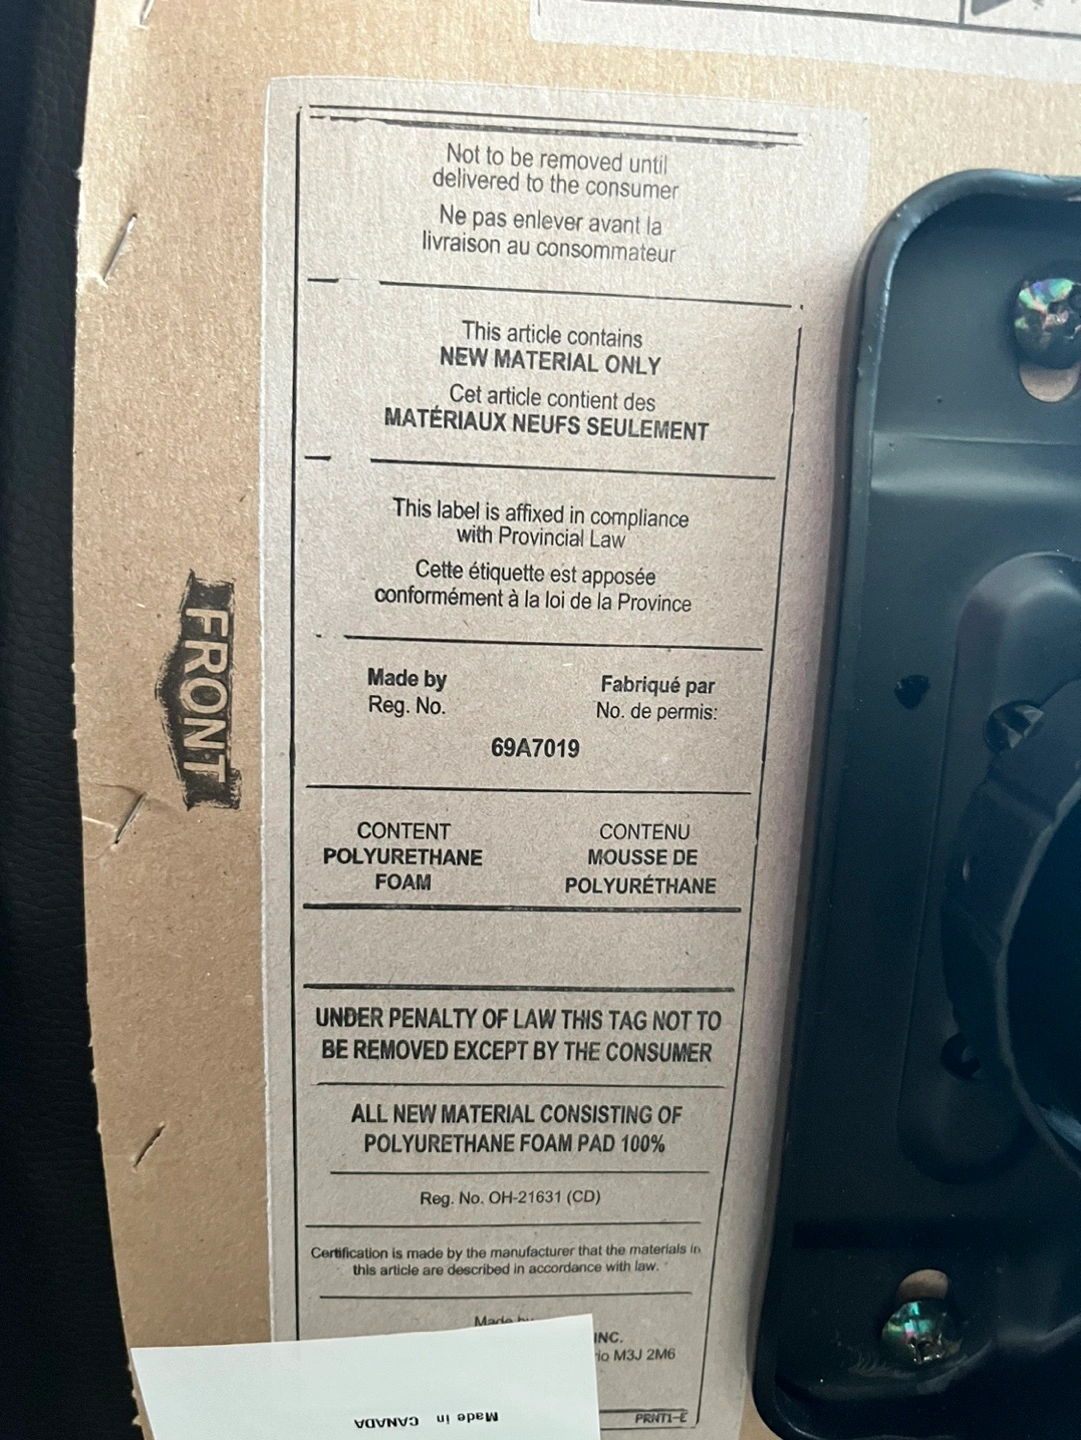 Not to be removed until
delivered to the consumer
Ne pas enlever avant la
livraison au consommateur
This article contains
NEW MATERIAL ONLY
Cet article contient des
MATÉRIAUX NEUFS SEULEMENT
This label is affixed in compliance
with Provincial Law
Cette étiquette est apposée
conformément à la loi de la Province
FRONT
Made by
Reg. No.
Fabriqué par
No. de permis:
69A7019
CONTENT
POLYURETHANE
FOAM
CONTENU
MOUSSE DE
POLYURÉTHANE
UNDER PENALTY OF LAW THIS TAG NOT TO
BE REMOVED EXCEPT BY THE CONSUMER
ALL NEW MATERIAL CONSISTING OF
POLYURETHANE FOAM PAD 100%
Reg. No. OH-21631 (CD)
Certification is made by the manufacturer that the materials in
this article are described in accordance with law.
Made by
INC.
M3J 2M6
PRNT1-E
Made in CANADA